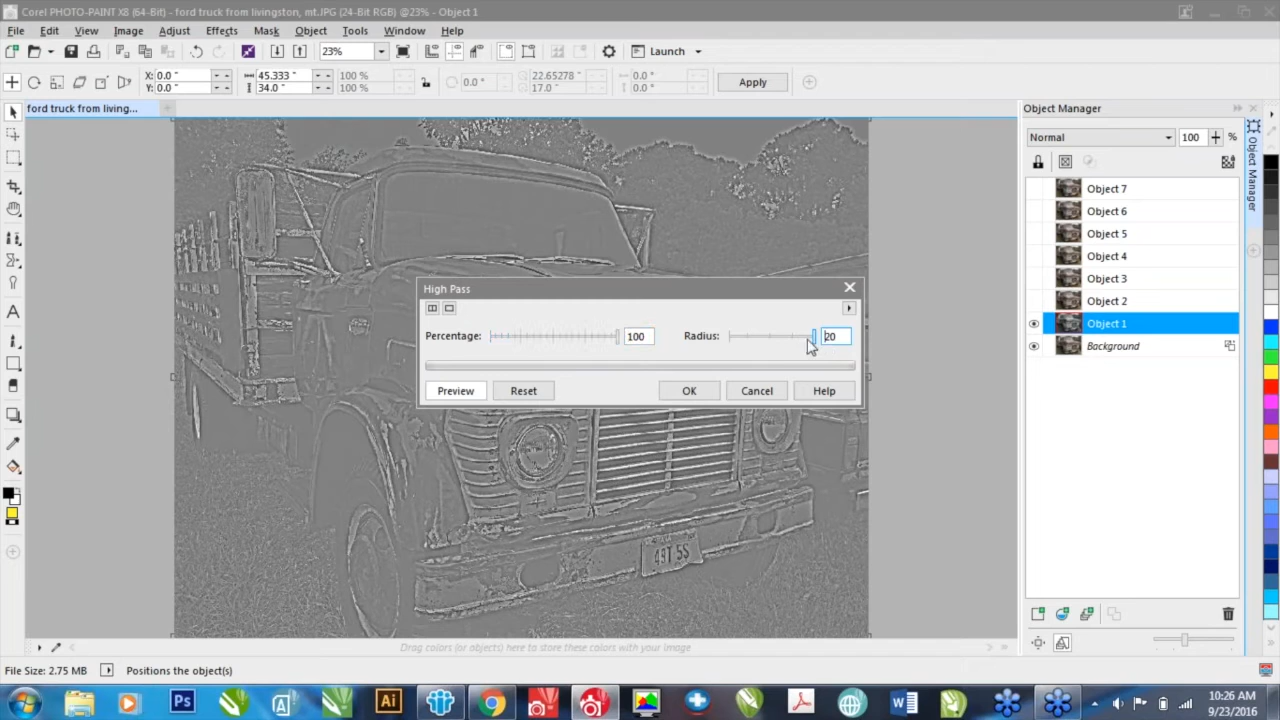 Corel PHOTO-PAINT X8 (64-Bit) - ford truck from livingston, mt.JPG (24-Bit RGB) @23% - Object 1
File Edit View Image Adjust Effects Mask Object Tools Window Help
23% Launch
X: 0.0 " 45.333 " 100 % 0.0 ° 22.65278 " 0.0 °
Y: 0.0 " 34.0 " 100 % 17.0 " 0.0 ° Apply
ford truck from living...
Object Manager
Normal 100 %
Object Manager
Object 7
Object 6
Object 5
Object 4
Object 3
Object 2
Object 1
Background
High Pass
Percentage: 100 Radius: 20
Preview Reset OK Cancel Help
49T 5S
Drag colors (or objects) here to store these colors with your image
File Size: 2.75 MB Positions the object(s)
Ps Ai W
10:26 AM
9/23/2016